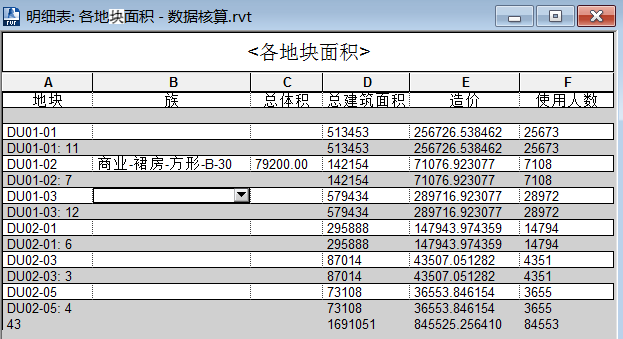 明细表: 各地块面积 - 数据核算.rvt
<各地块面积>
A B C D E F
地块 族 总体积 总建筑面积 造价 使用人数
DU01-01 513453 256726.538462 25673
DU01-01: 11 513453 256726.538462 25673
DU01-02 商业-裙房-方形-B-30 79200.00 142154 71076.923077 7108
DU01-02: 7 142154 71076.923077 7108
DU01-03 579434 289716.923077 28972
DU01-03: 12 579434 289716.923077 28972
DU02-01 295888 147943.974359 14794
DU02-01: 6 295888 147943.974359 14794
DU02-03 87014 43507.051282 4351
DU02-03: 3 87014 43507.051282 4351
DU02-05 73108 36553.846154 3655
DU02-05: 4 73108 36553.846154 3655
43 1691051 845525.256410 84553